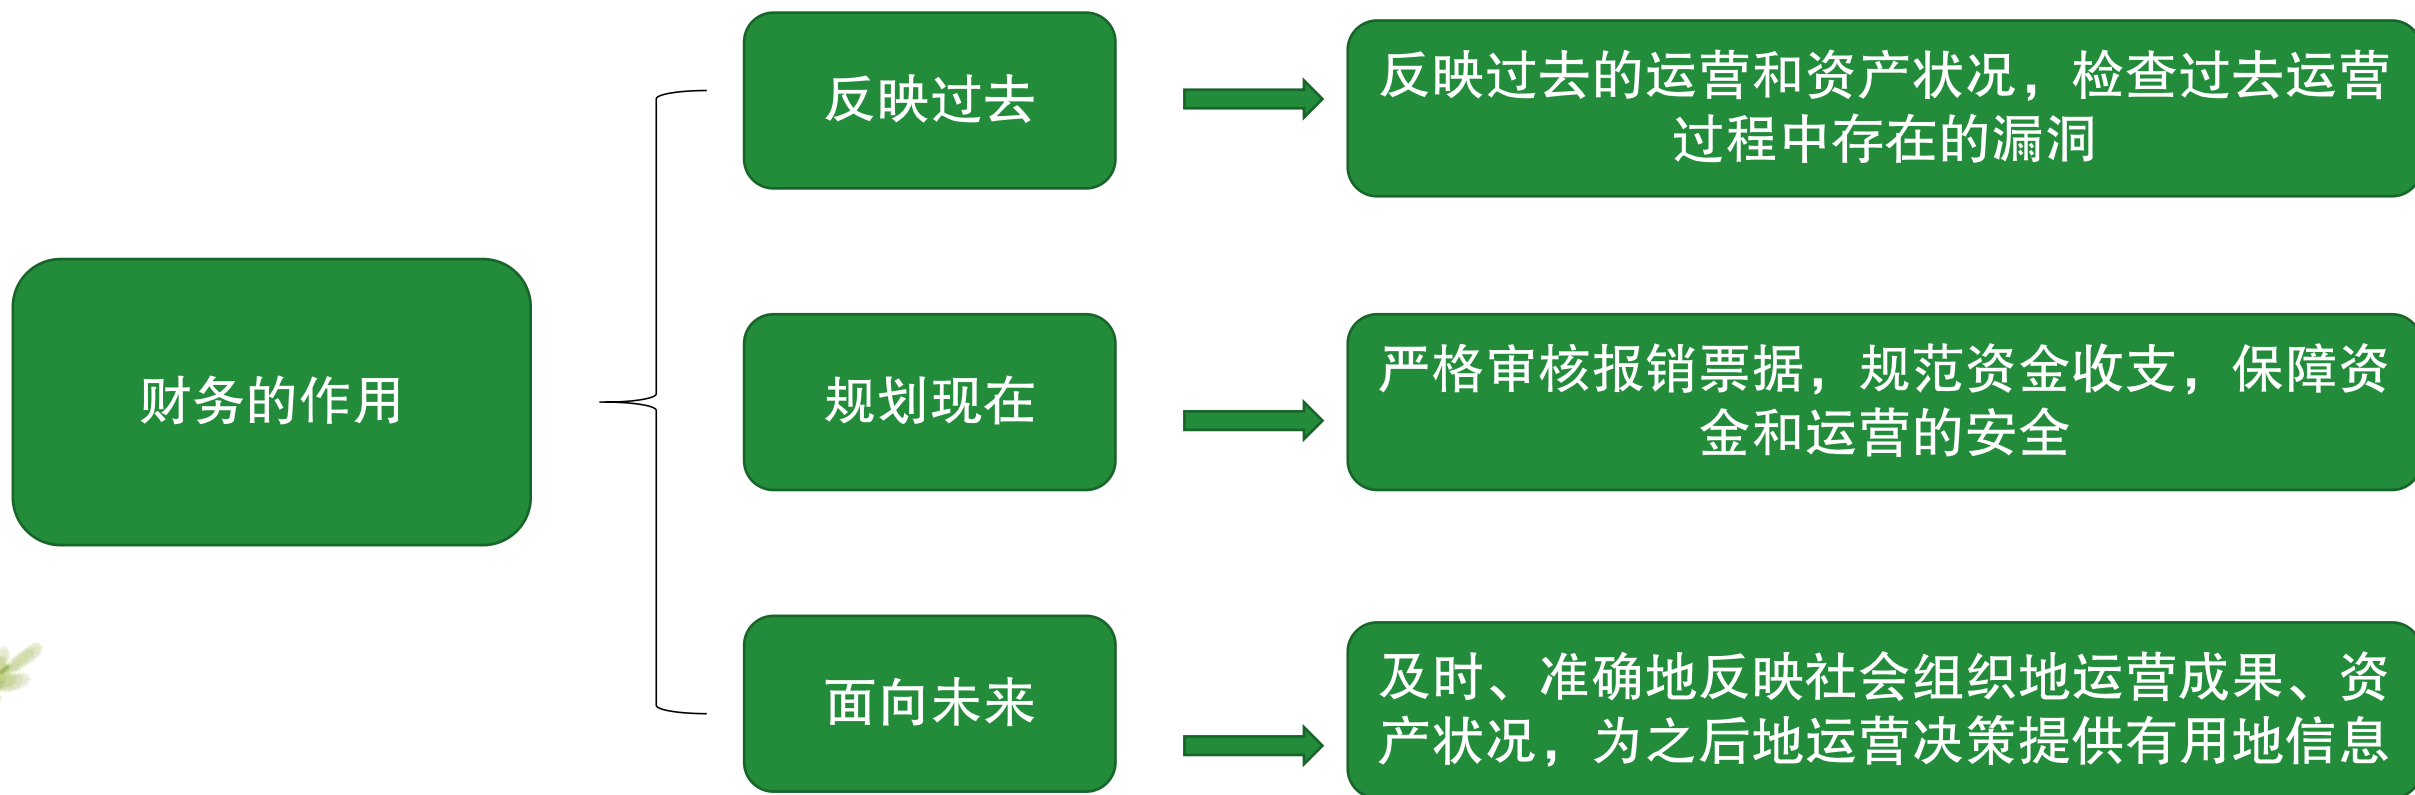 财务的作用
反映过去
反映过去的运营和资产状况，检查过去运营
过程中存在的漏洞
规划现在
严格审核报销票据，规范资金收支，保障资
金和运营的安全
面向未来
及时、准确地反映社会组织地运营成果、资
产状况，为之后地运营决策提供有用地信息